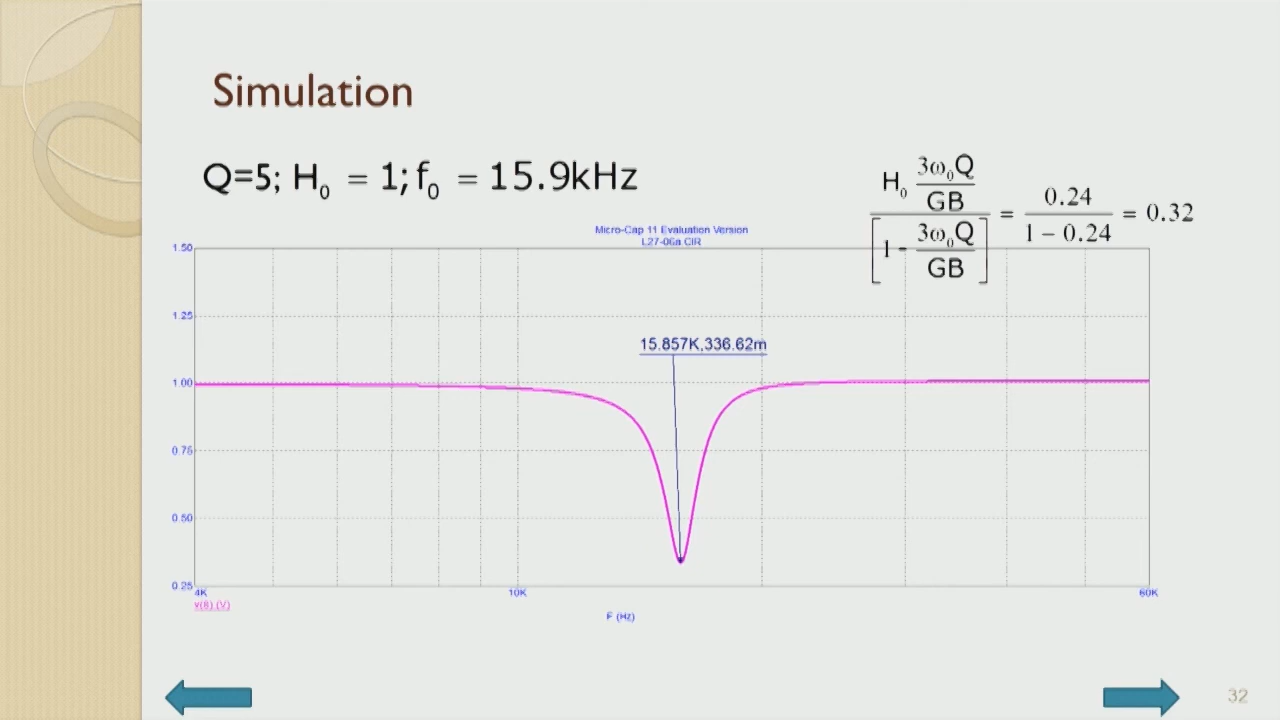 Simulation
Q=5; H₀ = 1; f₀ = 15.9kHz
H₀ 3ω₀Q / GB
[1 - 3ω₀Q / GB]
= 0.24 / 1 − 0.24 = 0.32
Micro-Cap 11 Evaluation Version
L27-06a.CIR
1.50
1.25
15.857K,336.62m
1.00
0.75
0.50
0.25
4K
10K
60K
v(8) (V)
F (Hz)
32